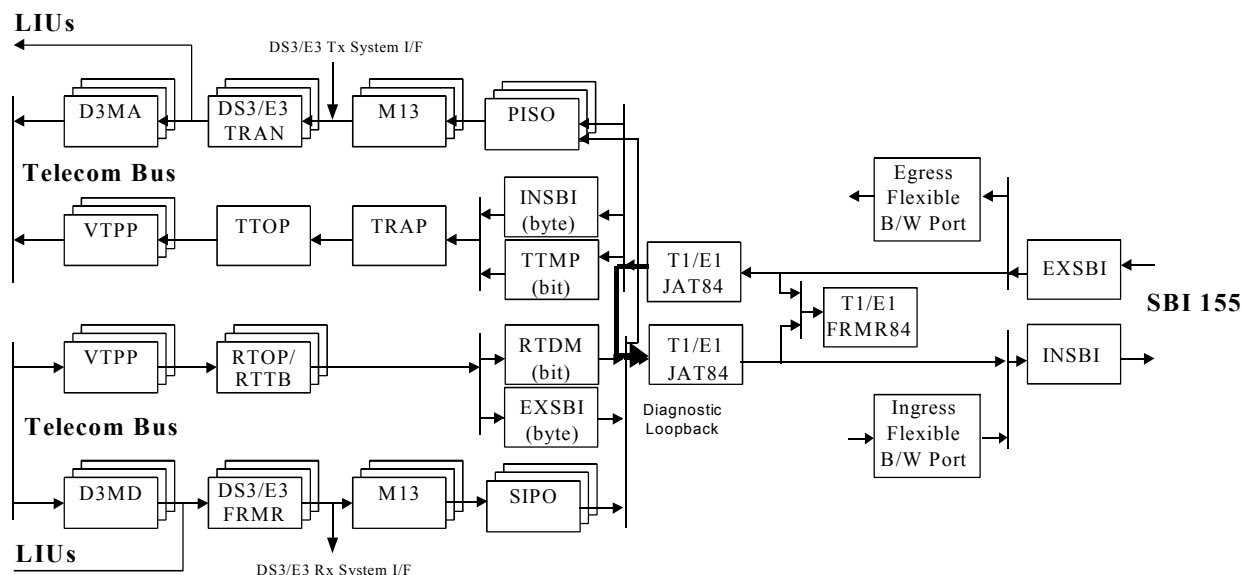 LIUs
DS3/E3 Tx System I/F
D3MA
DS3/E3
TRAN
M13
PISO
Telecom Bus
VTPP
TTOP
TRAP
INSBI
(byte)
TTMP
(bit)
T1/E1
JAT84
Egress
Flexible
B/W Port
EXSBI
SBI 155
T1/E1
FRMR84
VTPP
RTOP/
RTTB
RTDM
(bit)
EXSBI
(byte)
T1/E1
JAT84
Diagnostic
Loopback
INSBI
Ingress
Flexible
B/W Port
Telecom Bus
D3MD
DS3/E3
FRMR
M13
SIPO
LIUs
DS3/E3 Rx System I/F